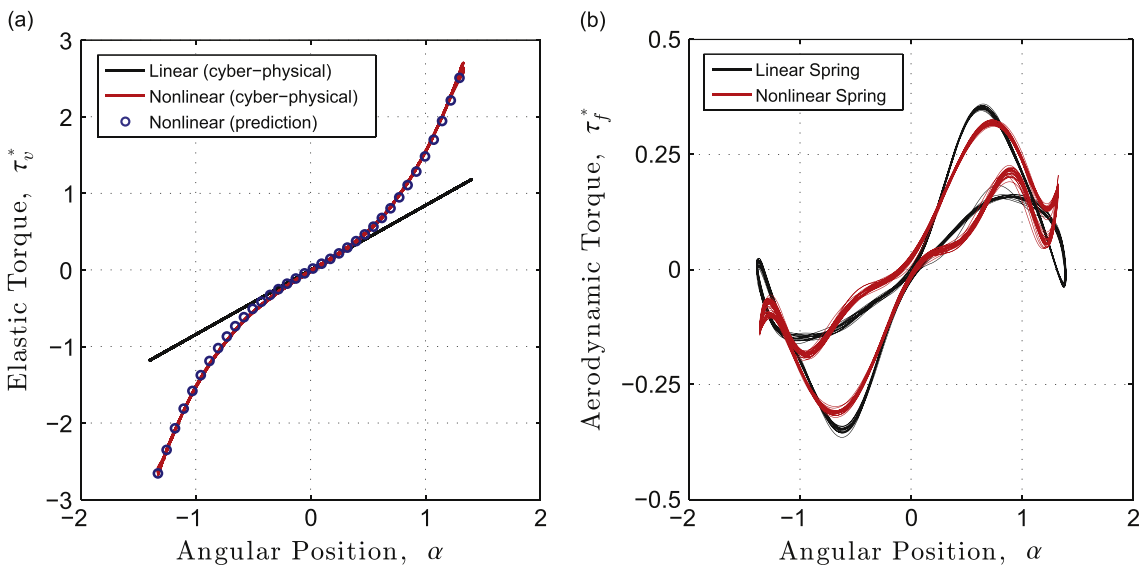 (a)
3
2
1
0
−1
−2
−3
−2
−1
0
1
2
Elastic Torque, τ*v
Angular Position, α
Linear (cyber−physical)
Nonlinear (cyber−physical)
Nonlinear (prediction)
(b)
0.5
0.25
0
−0.25
−0.5
−2
−1
0
1
2
Aerodynamic Torque, τ*f
Angular Position, α
Linear Spring
Nonlinear Spring